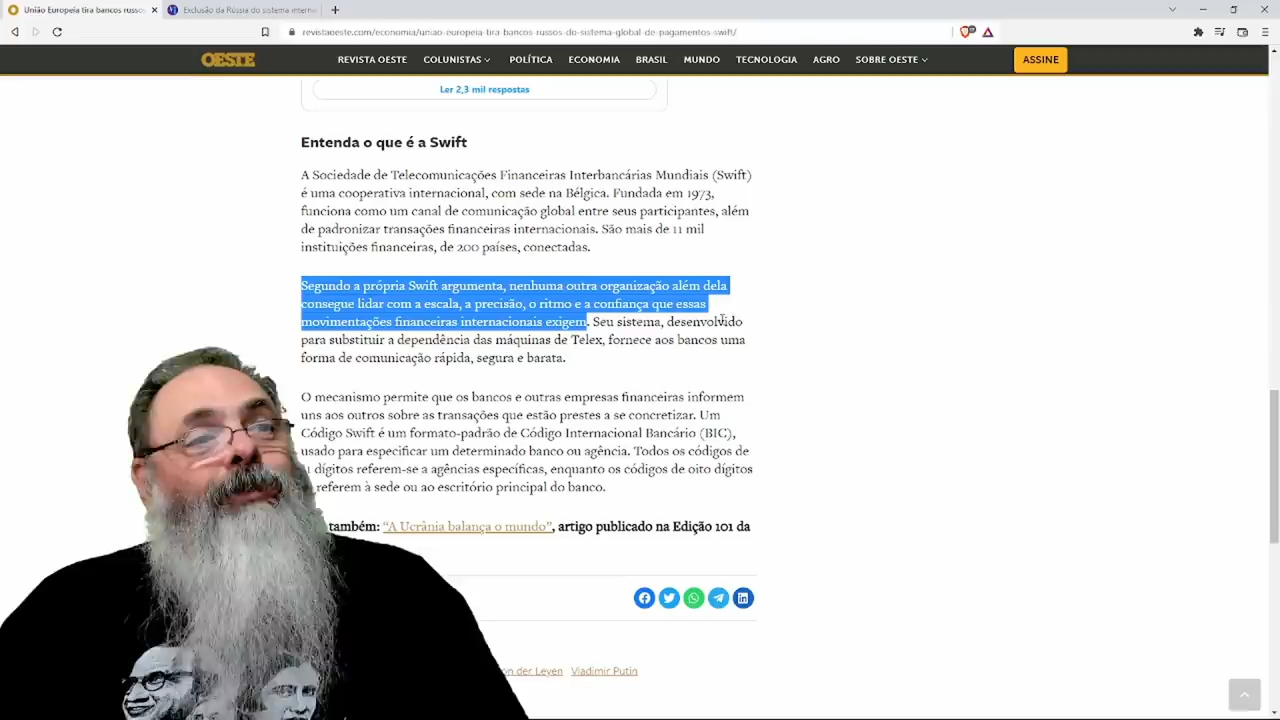 União Europeia tira bancos russos
Exclusão da Rússia do sistema intern
revistaoeste.com/economia/uniao-europeia-tira-bancos-russos-do-sistema-global-de-pagamentos-swift/
OESTE
REVISTA OESTE COLUNISTAS POLÍTICA ECONOMIA BRASIL MUNDO TECNOLOGIA AGRO SOBRE OESTE ASSINE
Ler 2,3 mil respostas
Entenda o que é a Swift
A Sociedade de Telecomunicações Financeiras Interbancárias Mundiais (Swift)
é uma cooperativa internacional, com sede na Bélgica. Fundada em 1973,
funciona como um canal de comunicação global entre seus participantes, além
de padronizar transações financeiras internacionais. São mais de 11 mil
instituições financeiras, de 200 países, conectadas.
Segundo a própria Swift argumenta, nenhuma outra organização além dela
consegue lidar com a escala, a precisão, o ritmo e a confiança que essas
movimentações financeiras internacionais exigem. Seu sistema, desenvolvido
para substituir a dependência das máquinas de Telex, fornece aos bancos uma
forma de comunicação rápida, segura e barata.
O mecanismo permite que os bancos e outras empresas financeiras informem
uns aos outros sobre as transações que estão prestes a se concretizar. Um
Código Swift é um formato-padrão de Código Internacional Bancário (BIC),
usado para especificar um determinado banco ou agência. Todos os códigos de
1 dígitos referem-se a agências específicas, enquanto os códigos de oito dígitos
referem à sede ou ao escritório principal do banco.
também: “A Ucrânia balança o mundo”, artigo publicado na Edição 101 da
on der Leyen Vladimir Putin